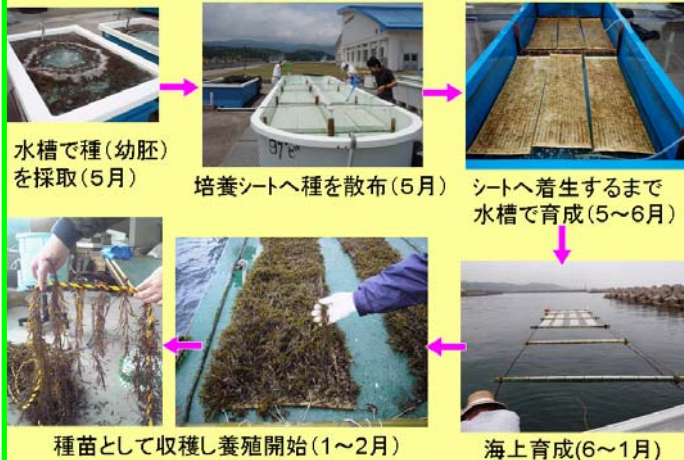 水槽で種(幼胚)
を採取(5月)
培養シートへ種を散布(5月)
シートへ着生するまで
水槽で育成(5～6月)
種苗として収穫し養殖開始(1～2月)
海上育成(6～1月)